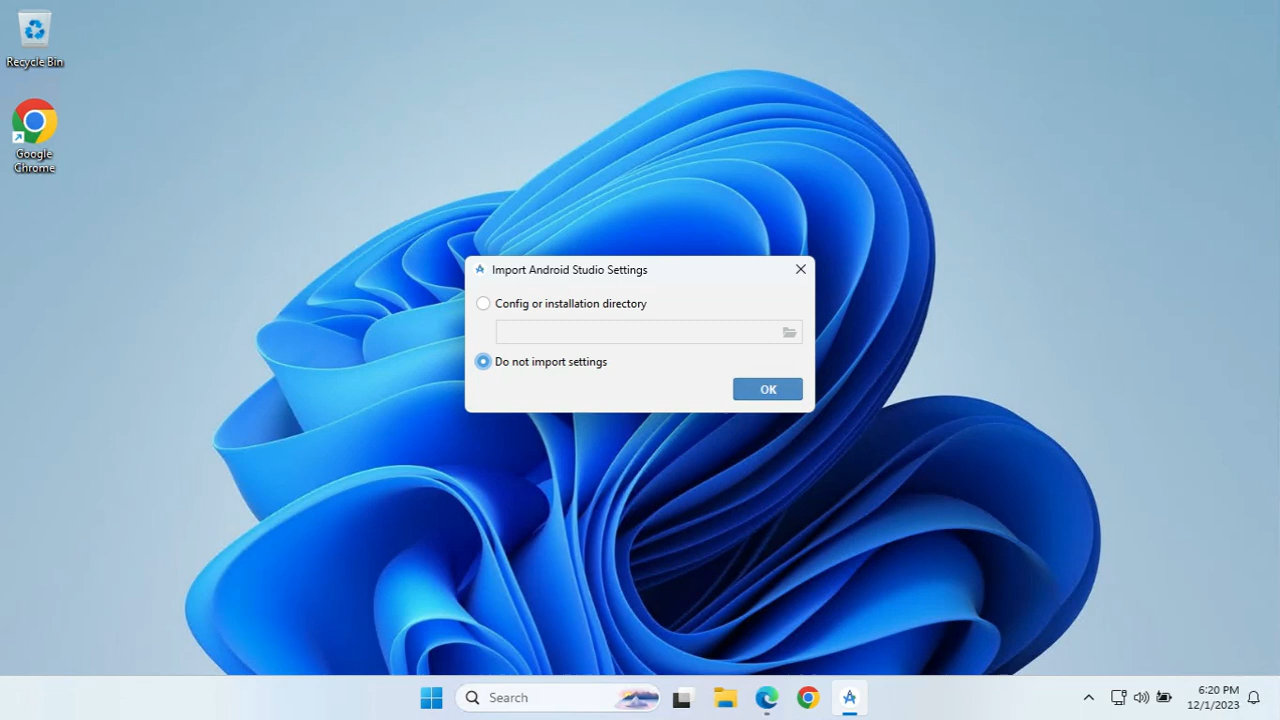 Recycle Bin
Google
Chrome
Import Android Studio Settings
Config or installation directory
Do not import settings
OK
Search
6:20 PM
12/1/2023